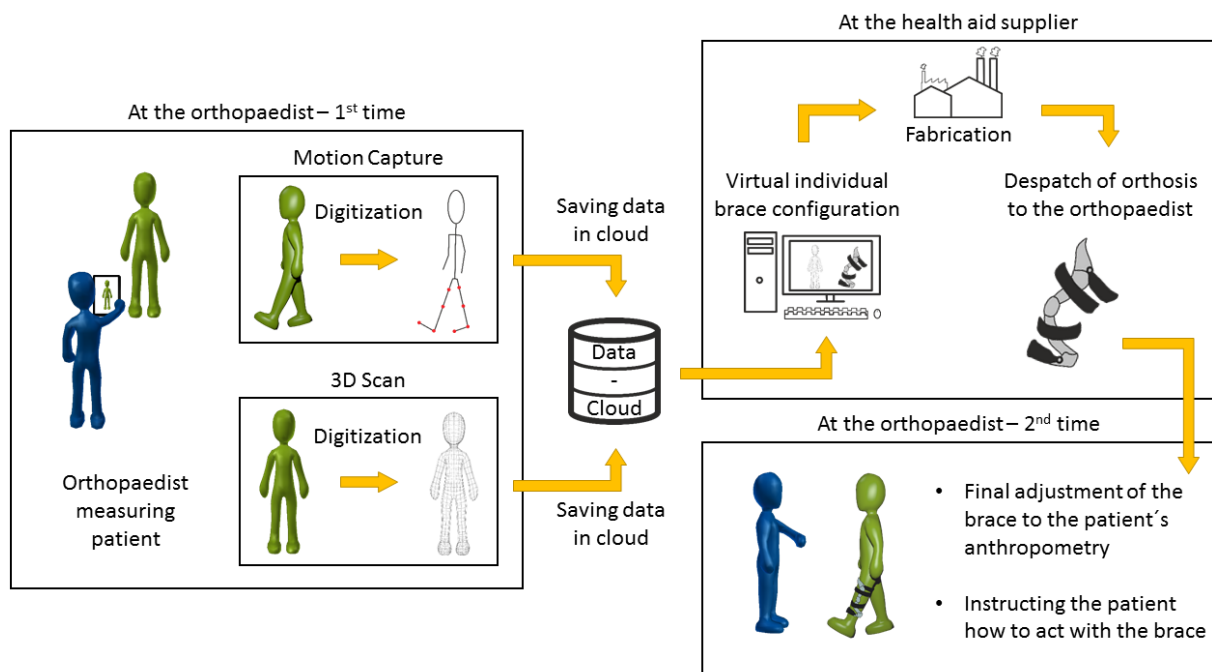 At the orthopaedist – 1st time
Motion Capture
Digitization
3D Scan
Digitization
Orthopaedist
measuring
patient
Saving data
in cloud
Data
-
Cloud
Saving data
in cloud
At the health aid supplier
Fabrication
Virtual individual
brace configuration
Despatch of orthosis
to the orthopaedist
At the orthopaedist – 2nd time
• Final adjustment of the
brace to the patient´s
anthropometry
• Instructing the patient
how to act with the brace